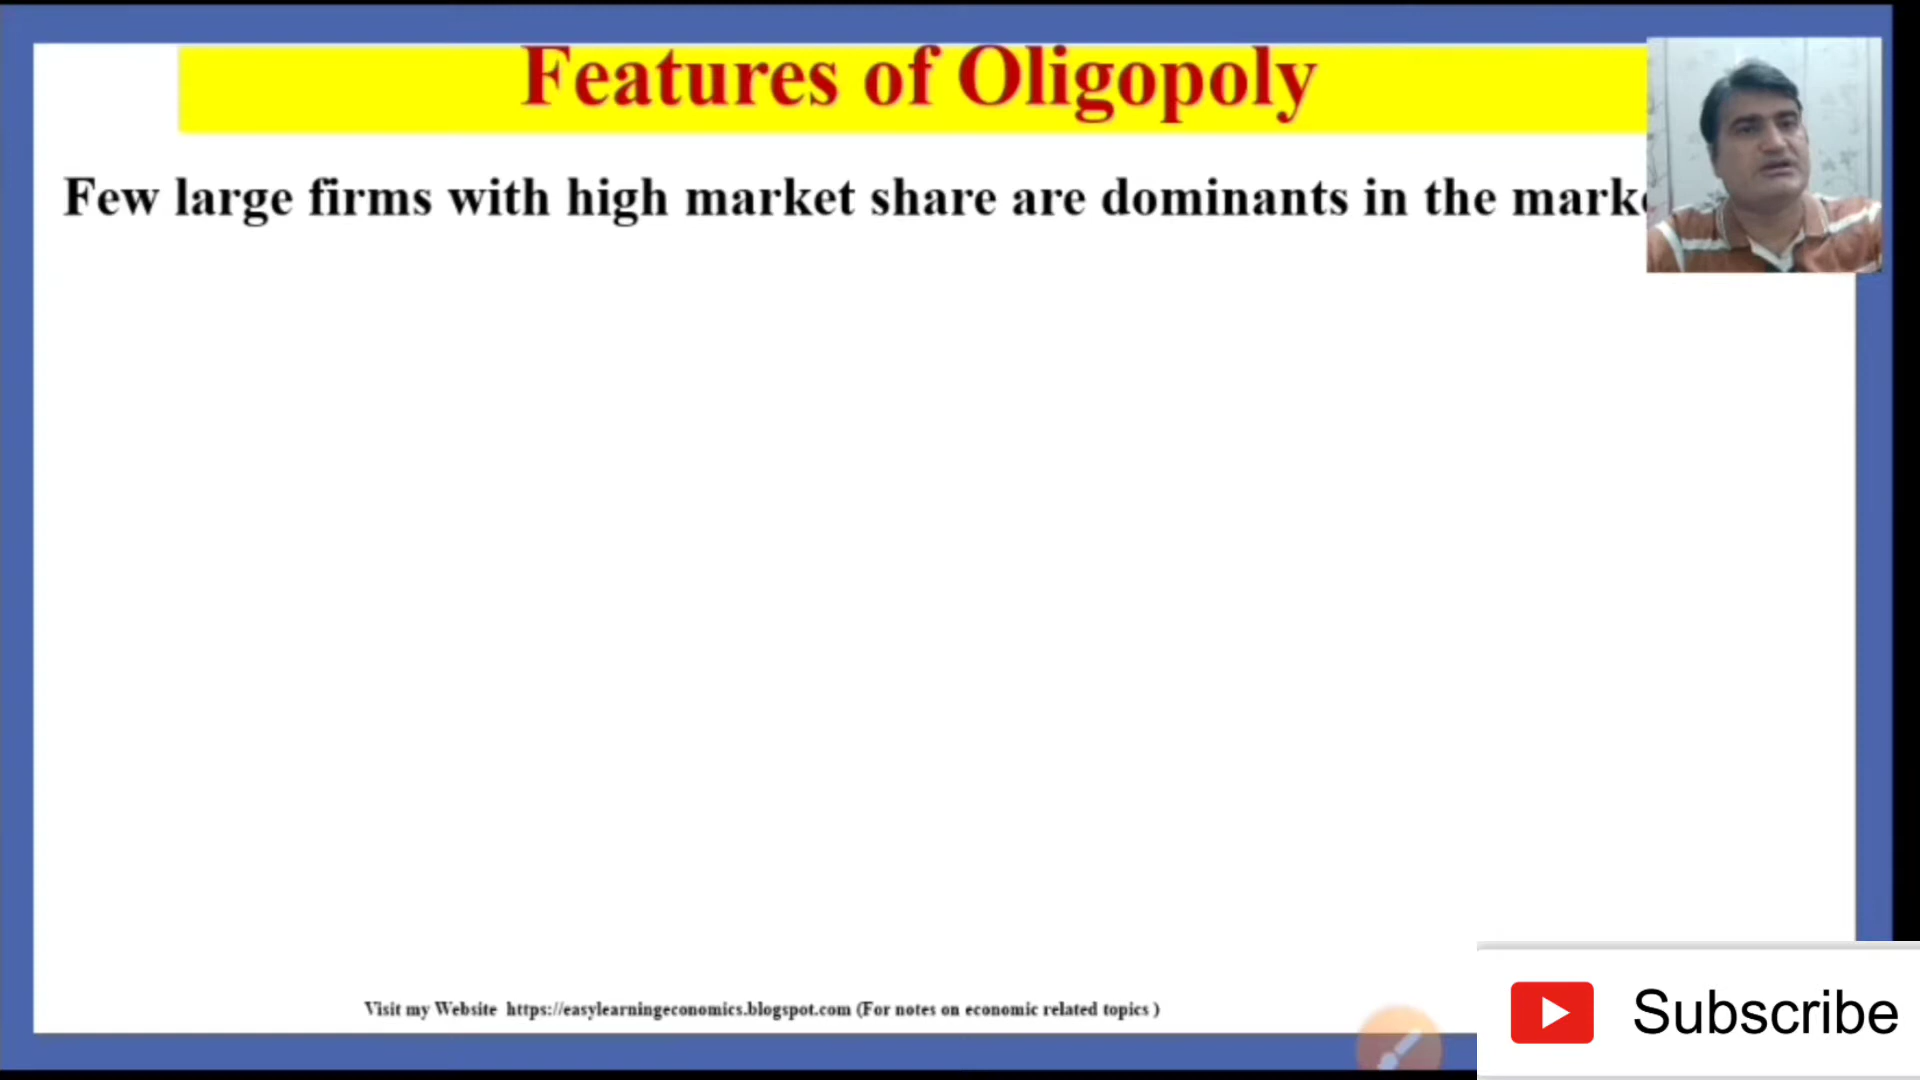 Features of Oligopoly
Few large firms with high market share are dominants in the
Visit my Website https://easylearningeconomics.blogspot.com (For notes on economic related topics )
Subscribe